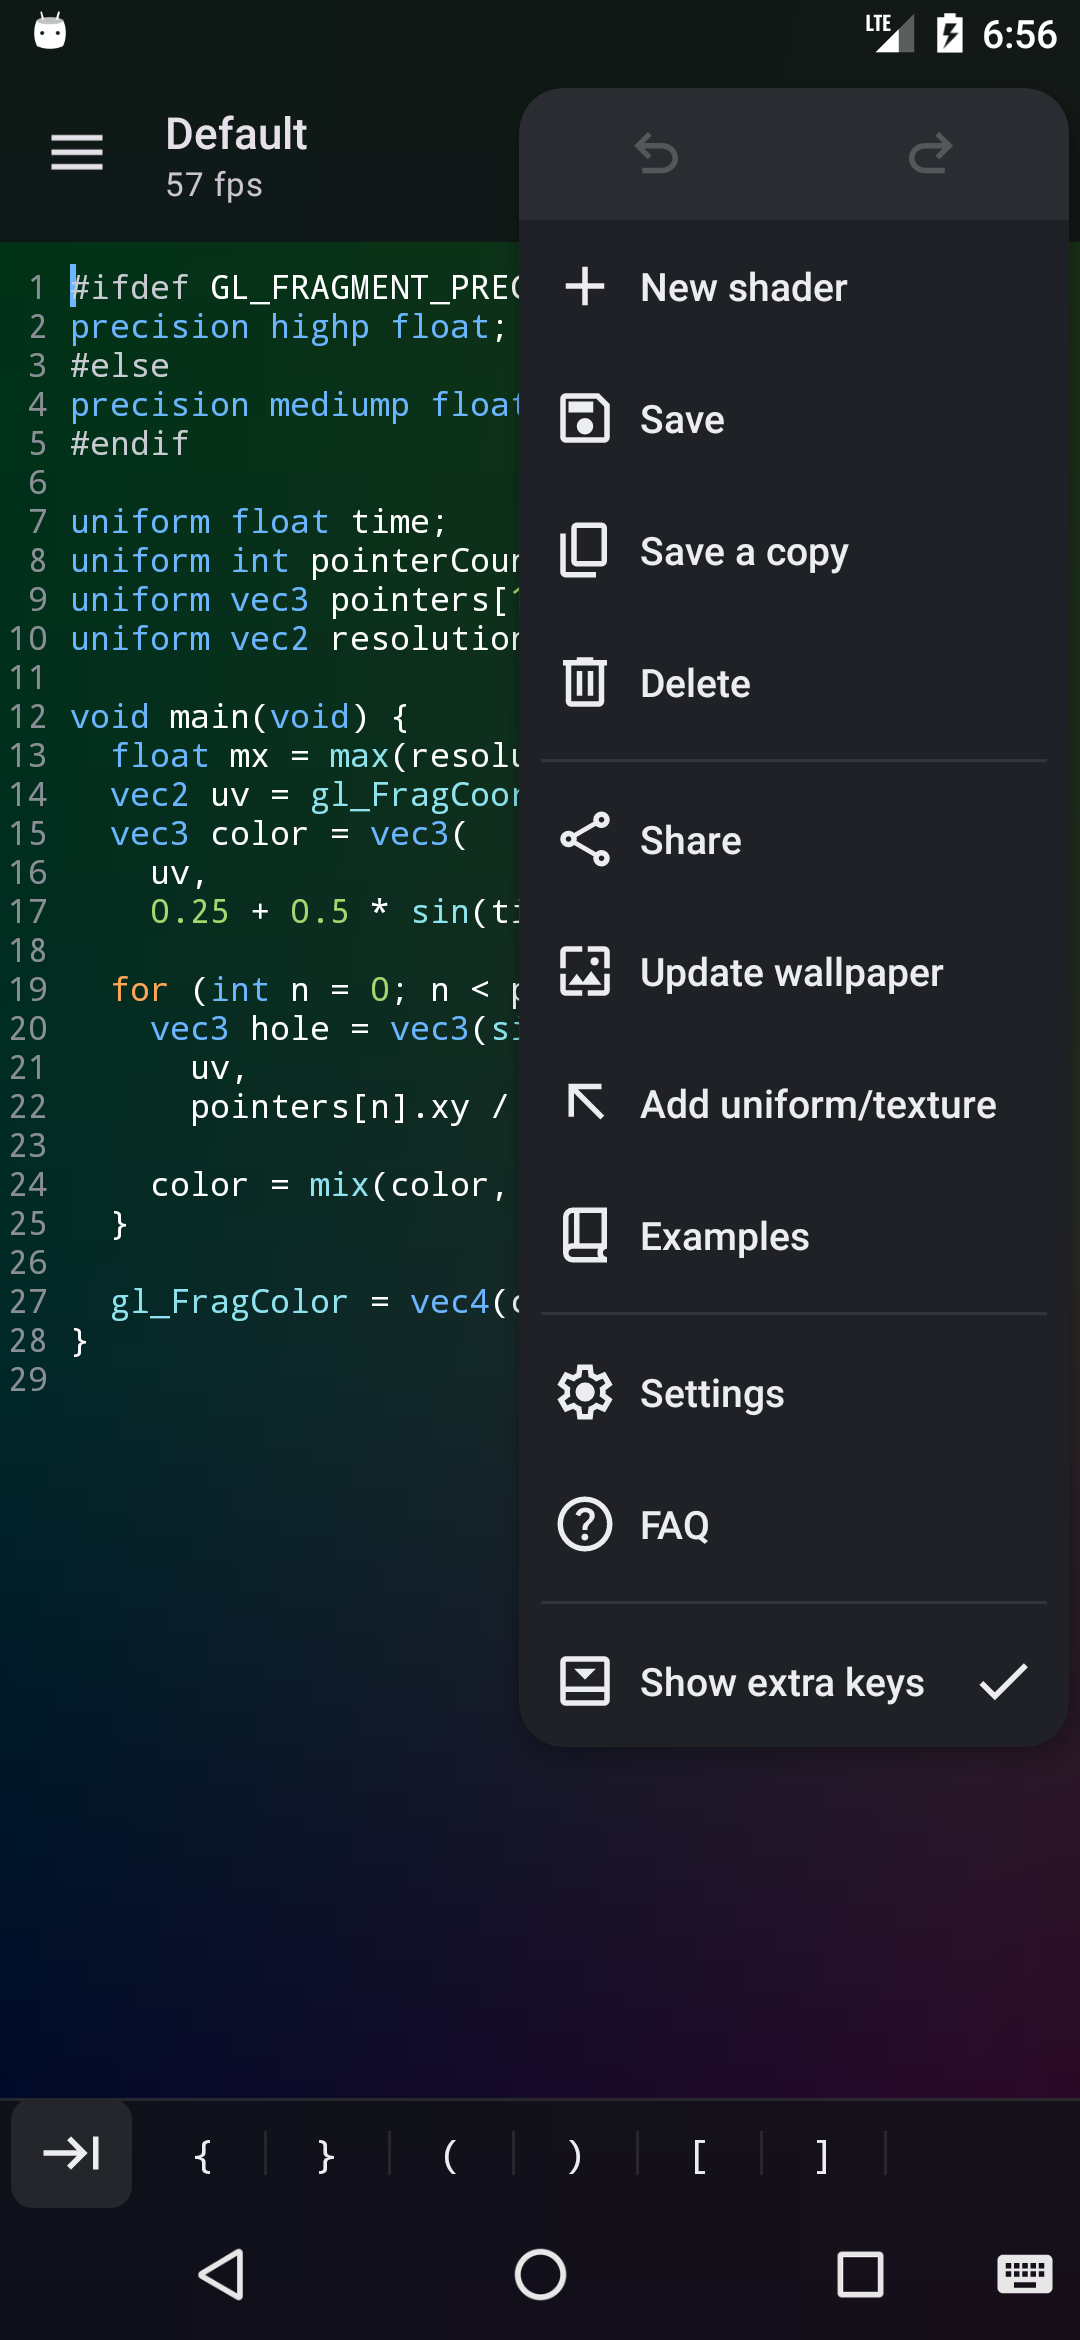 LTE 6:56
Default
57 fps
1 #ifdef GL_FRAGMENT_PREC
2 precision highp float;
3 #else
4 precision mediump float
5 #endif
6
7 uniform float time;
8 uniform int pointerCoun
9 uniform vec3 pointers[1
10 uniform vec2 resolution
11
12 void main(void) {
13 float mx = max(resolu
14 vec2 uv = gl_FragCoor
15 vec3 color = vec3(
16 uv,
17 0.25 + 0.5 * sin(ti
18
19 for (int n = 0; n < p
20 vec3 hole = vec3(si
21 uv,
22 pointers[n].xy /
23
24 color = mix(color,
25 }
26
27 gl_FragColor = vec4(c
28 }
29
New shader
Save
Save a copy
Delete
Share
Update wallpaper
Add uniform/texture
Examples
Settings
FAQ
Show extra keys
{ } ( ) [ ]